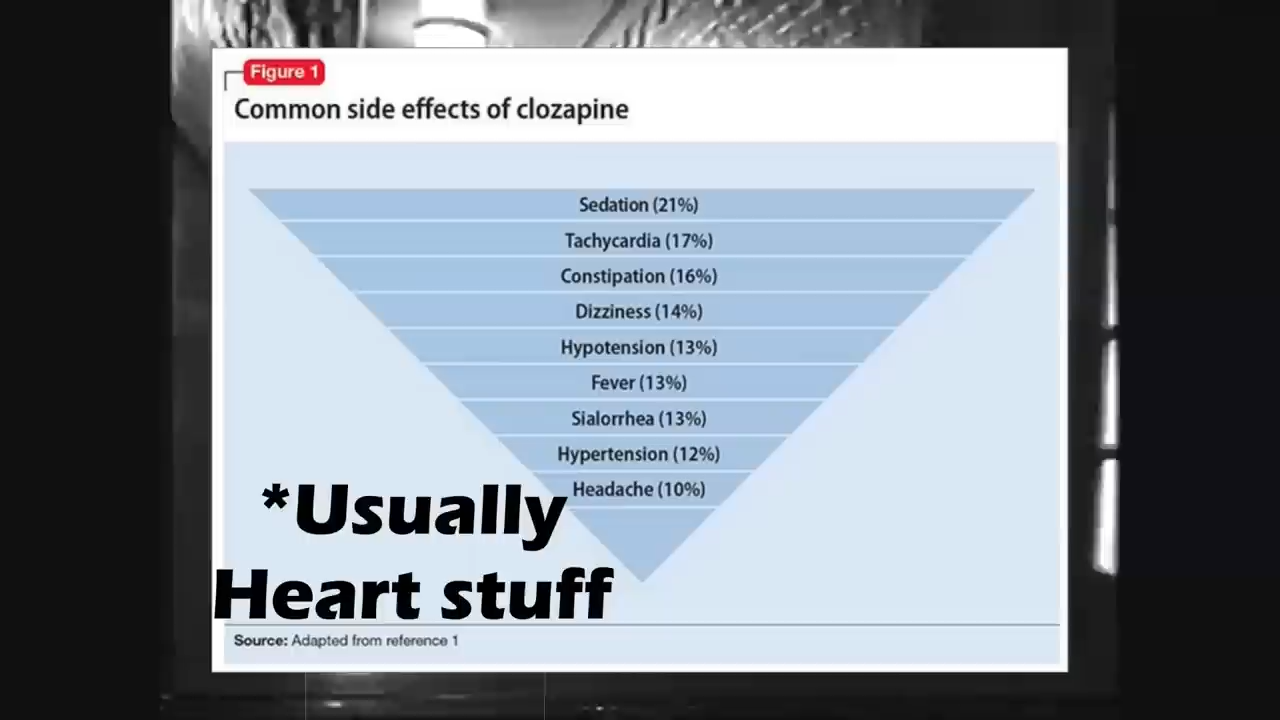 Figure 1
Common side effects of clozapine
Sedation (21%)
Tachycardia (17%)
Constipation (16%)
Dizziness (14%)
Hypotension (13%)
Fever (13%)
Sialorrhea (13%)
Hypertension (12%)
Headache (10%)
*Usually
Heart stuff
Source: Adapted from reference 1